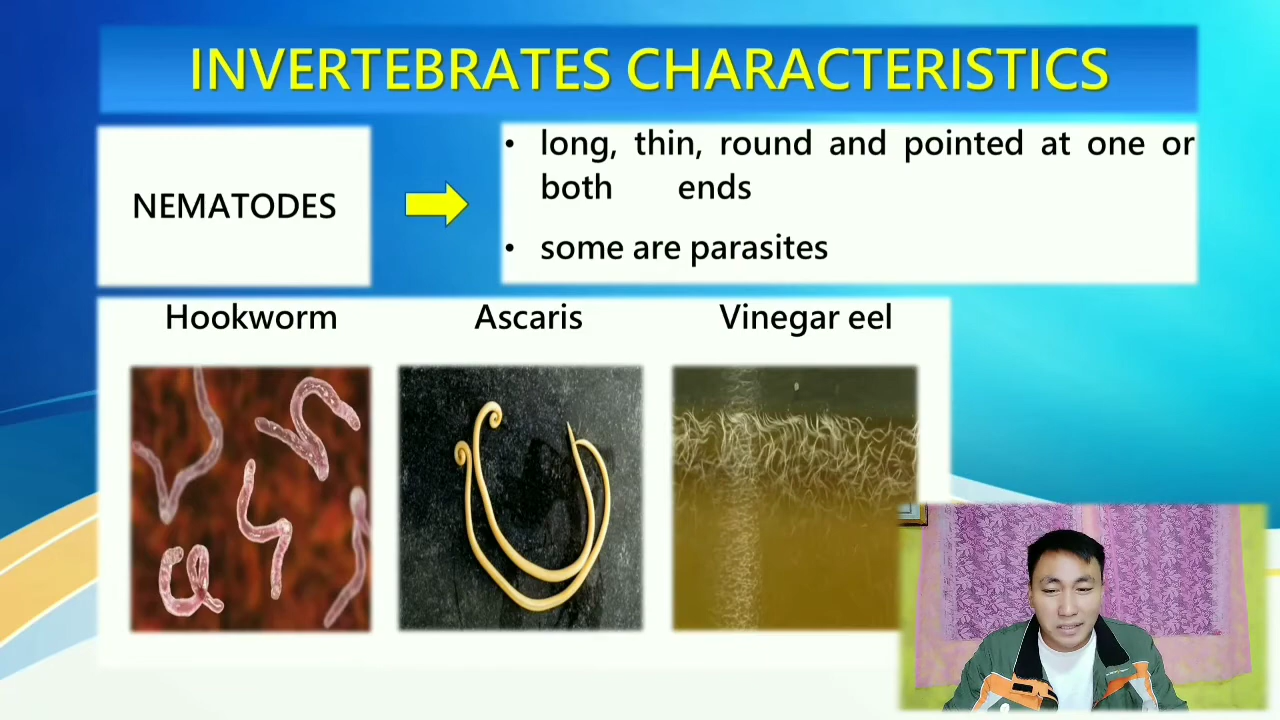 INVERTEBRATES CHARACTERISTICS
NEMATODES
• long, thin, round and pointed at one or
both ends
• some are parasites
Hookworm Ascaris Vinegar eel